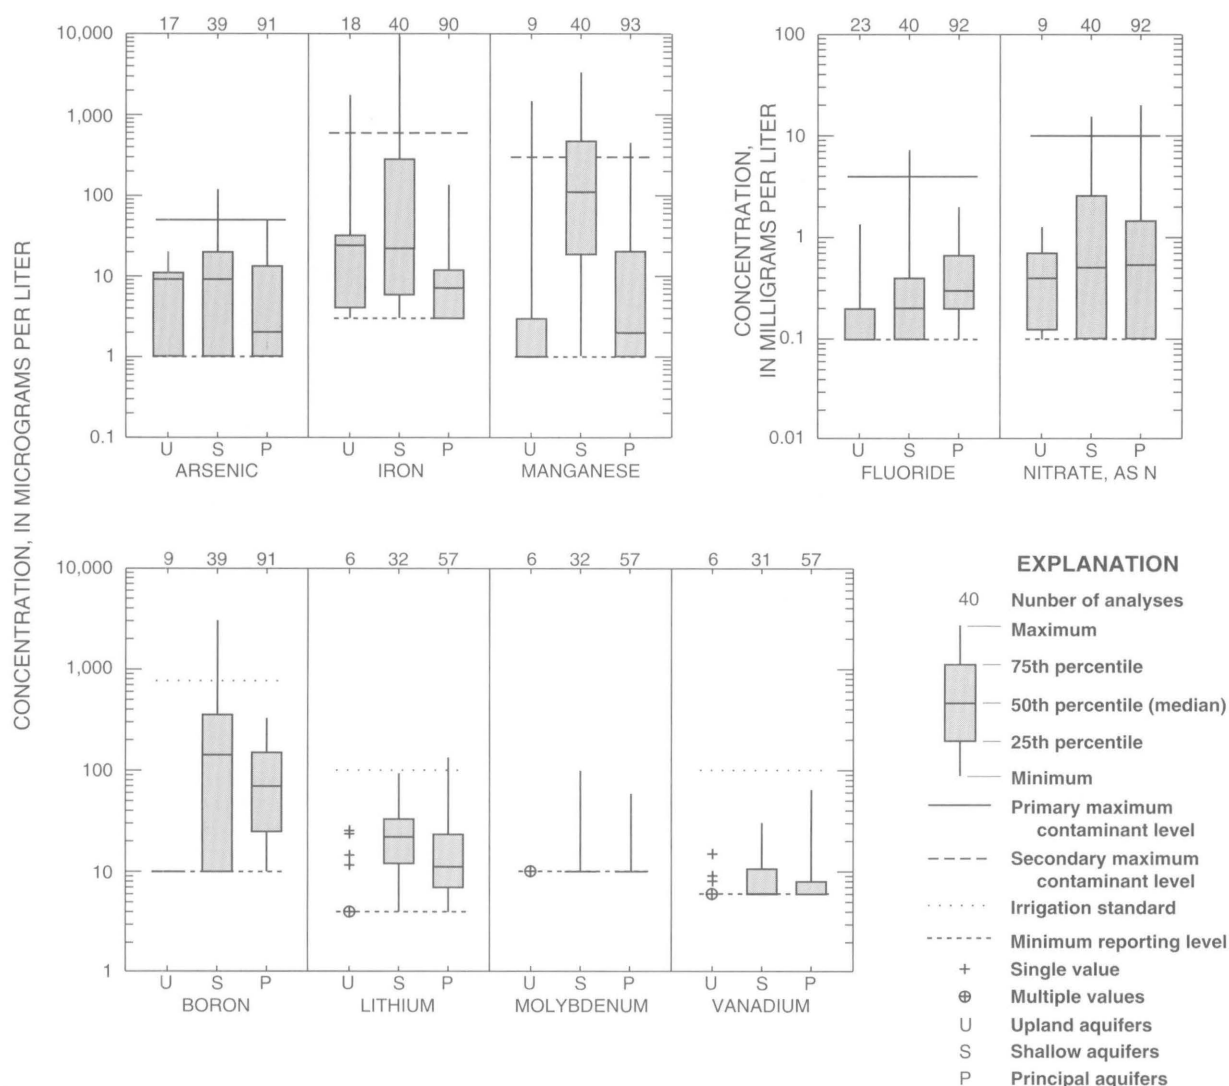 CONCENTRATION, IN MICROGRAMS PER LITER
17 39 91 18 40 90 9 40 93
10,000
1,000
100
10
1
0.1
U S P U S P U S P
ARSENIC IRON MANGANESE
23 40 92 9 40 92
CONCENTRATION,
IN MILLIGRAMS PER LITER
100
10
1
0.1
0.01
U S P U S P
FLUORIDE NITRATE, AS N
9 39 91 6 32 57 6 32 57 6 31 57
10,000
1,000
100
10
1
U S P U S P U S P U S P
BORON LITHIUM MOLYBDENUM VANADIUM
EXPLANATION
40 Nunber of analyses
Maximum
75th percentile
50th percentile (median)
25th percentile
Minimum
Primary maximum
contaminant level
Secondary maximum
contaminant level
Irrigation standard
Minimum reporting level
+ Single value
⊕ Multiple values
U Upland aquifers
S Shallow aquifers
P Principal aquifers